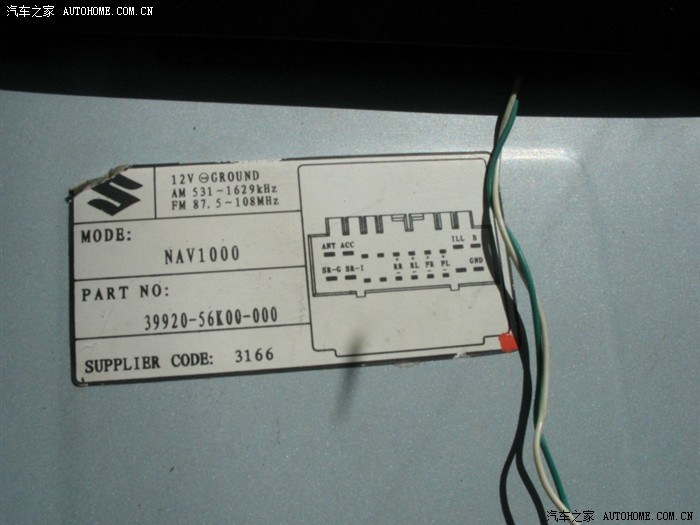 汽车之家 AUTOHOME.COM.CN
12V ⊖GROUND
AM 531-1629kHz
FM 87.5~108MHz
MODE:
NAV1000
PART NO:
39920-56K00-000
SUPPLIER CODE: 3166
ANT ACC ILL B
SR-G SR-I RR RL FR FL GND
汽车之家 AUTOHOME.COM.CN